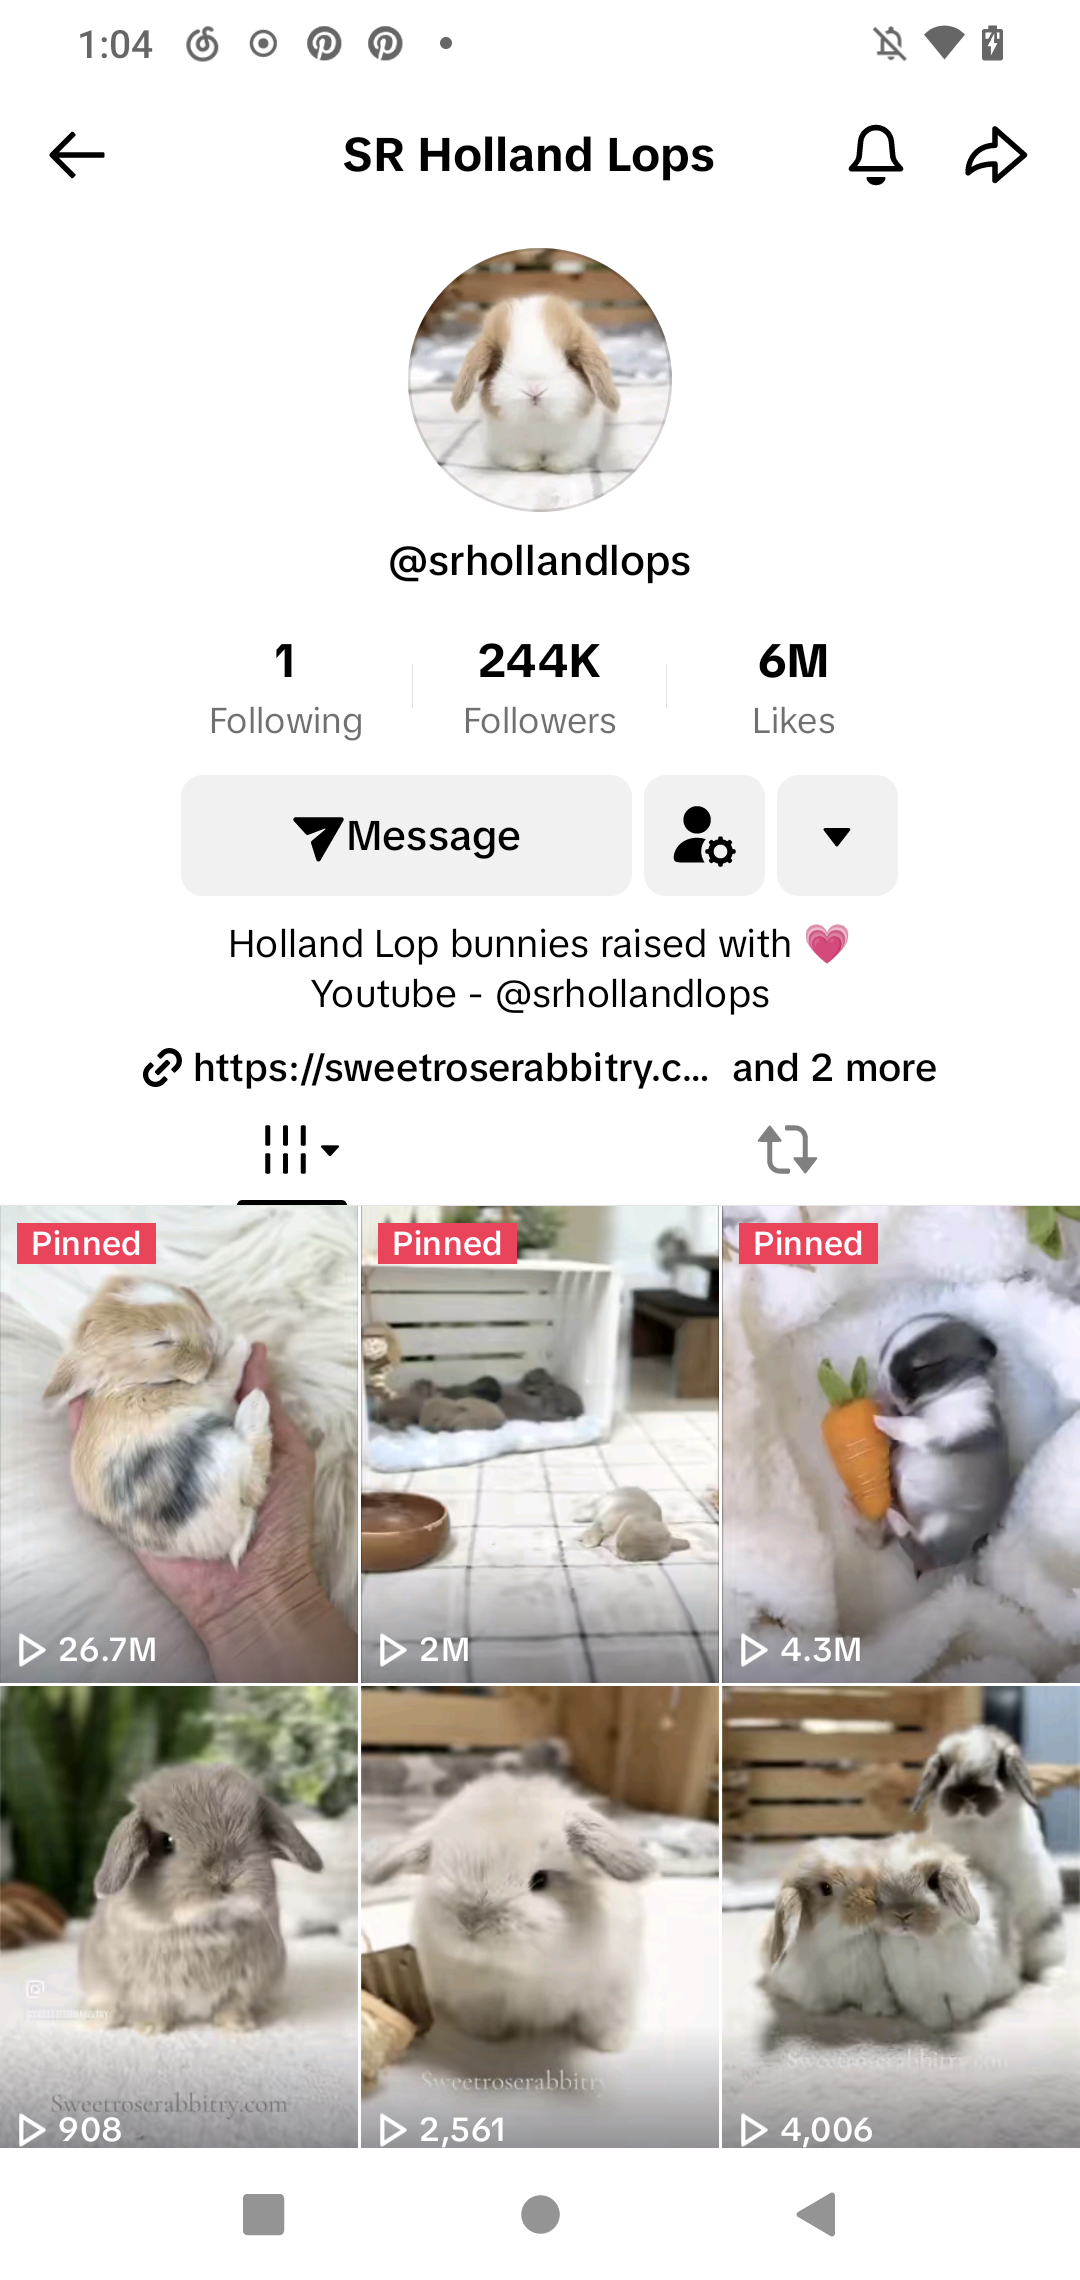 1:04
SR Holland Lops
@srhollandlops
1 Following
244K Followers
6M Likes
Message
Holland Lop bunnies raised with 💗
Youtube - @srhollandlops
https://sweetroserabbitry.c... and 2 more
Pinned
Pinned
Pinned
26.7M
2M
4.3M
Sweetroserabbitry.com
Sweetroserabbitry
Sweetroserabbitry.com
908
2,561
4,006